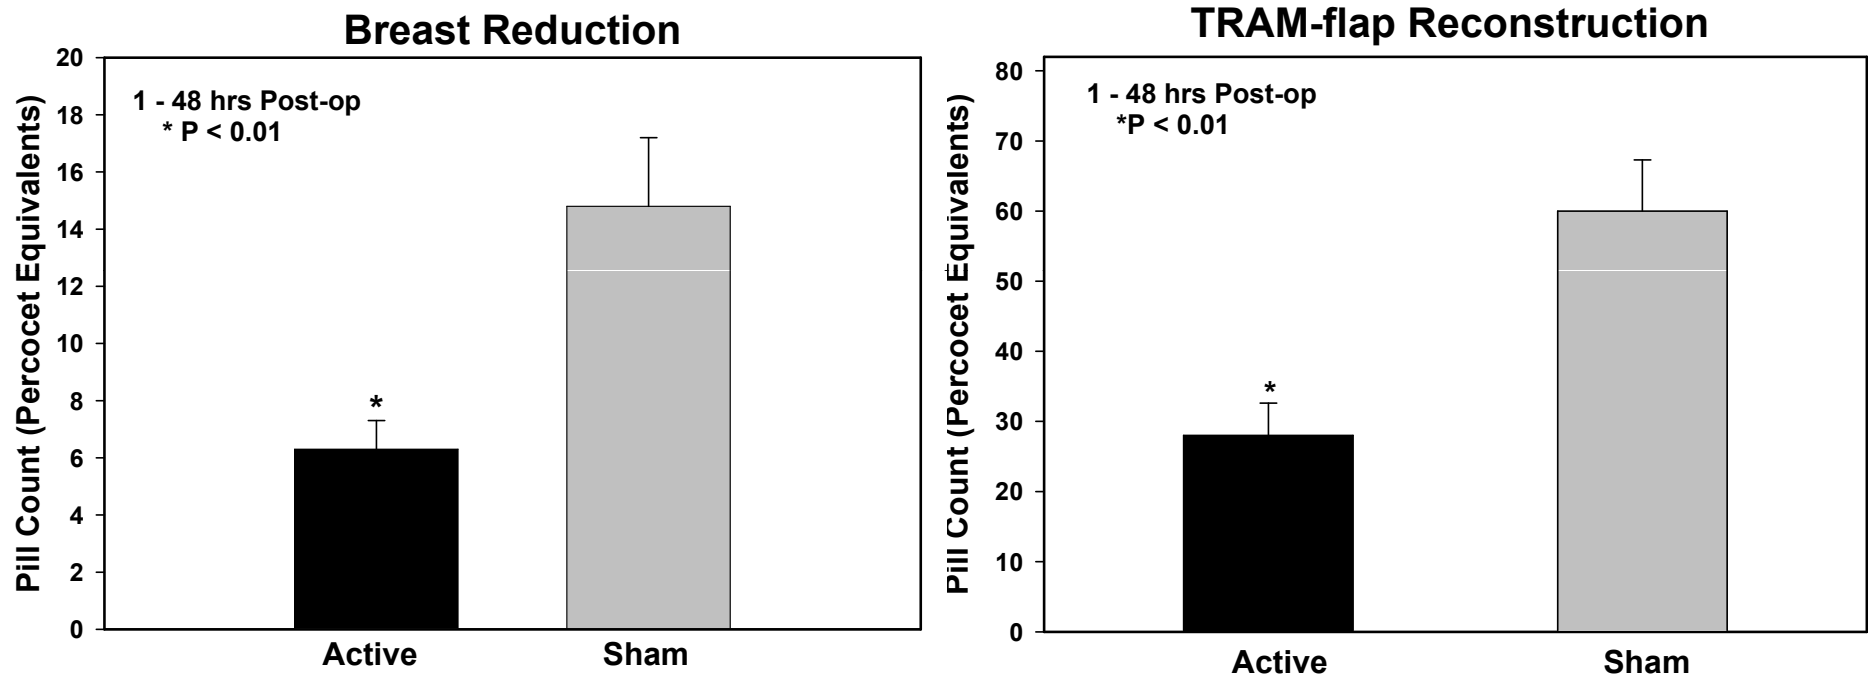 Breast Reduction
Pill Count (Percocet Equivalents)
20
18
16
14
12
10
8
6
4
2
0
1 - 48 hrs Post-op
* P < 0.01
*
Active
Sham
TRAM-flap Reconstruction
Pill Count (Percocet Equivalents)
80
70
60
50
40
30
20
10
0
1 - 48 hrs Post-op
*P < 0.01
*
Active
Sham